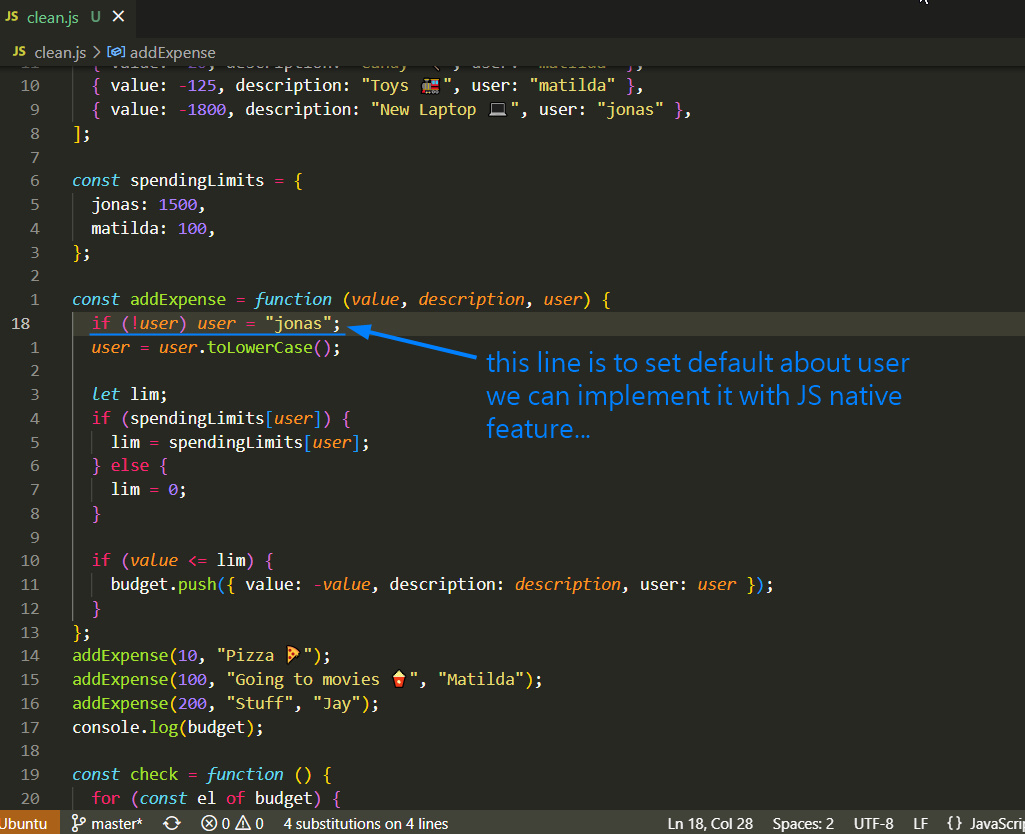 JS clean.js U ×
JS clean.js > addExpense
10 { value: -125, description: "Toys 🚂", user: "matilda" },
9 { value: -1800, description: "New Laptop 💻", user: "jonas" },
8 ];
7
6 const spendingLimits = {
5 jonas: 1500,
4 matilda: 100,
3 };
2
1 const addExpense = function (value, description, user) {
18 if (!user) user = "jonas";
1 user = user.toLowerCase();
this line is to set default about user
we can implement it with JS native
feature...
2
3 let lim;
4 if (spendingLimits[user]) {
5 lim = spendingLimits[user];
6 } else {
7 lim = 0;
8 }
9
10 if (value <= lim) {
11 budget.push({ value: -value, description: description, user: user });
12 }
13 };
14 addExpense(10, "Pizza 🍕");
15 addExpense(100, "Going to movies 🍿", "Matilda");
16 addExpense(200, "Stuff", "Jay");
17 console.log(budget);
18
19 const check = function () {
20 for (const el of budget) {
Ubuntu master* 0 0 4 substitutions on 4 lines Ln 18, Col 28 Spaces: 2 UTF-8 LF {} JavaScrip